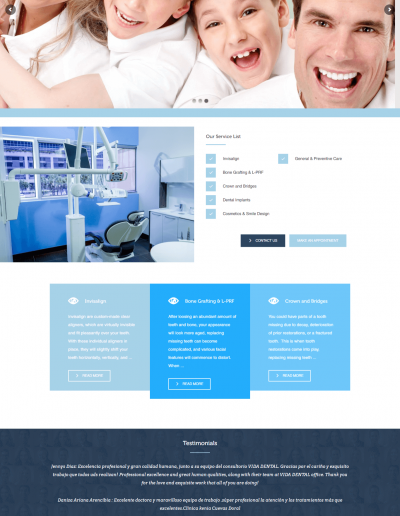 Our Service List
Invisalign
General & Preventive Care
Bone Grafting & L-PRF
Crown and Bridges
Dental Implants
Cosmetics & Smile Design
CONTACT US
MAKE AN APPOINTMENT
Invisalign
Invisalign are custom-made clear
aligners, which are virtually invisible
and fit pleasantly over your teeth.
With these individual aligners in
place, they will slightly shift your
teeth horizontally, vertically, and ...
READ MORE
Bone Grafting & L-PRF
After loosing an abundant amount of
teeth and bone, your appearance
will look more aged, replacing
missing teeth can become
complicated, and various facial
features will commence to distort.
When ...
READ MORE
Crown and Bridges
You could have parts of a tooth
missing due to decay, deterioration
of prior restorations, or a fractured
tooth. This is when tooth
restorations come into play,
replacing missing teeth ...
READ MORE
Testimonials
Jennys Diaz: Excelencia profesional y gran calidad humana, junto a su equipo del consultorio VIDA DENTAL. Gracias por el cariño y exquisito
trabajo que todos uds realizan! Professional excellence and great human qualities, along with their team at VIDA DENTAL office. Thank you
for the love and exquisite work that all of you are doing!
Denise Ariana Arencibia : Excelente doctora y maravilloso equipo de trabajo .súper profesional la atención y los tratamientos más que
excelentes.Clinica Senia Cuevas Doral